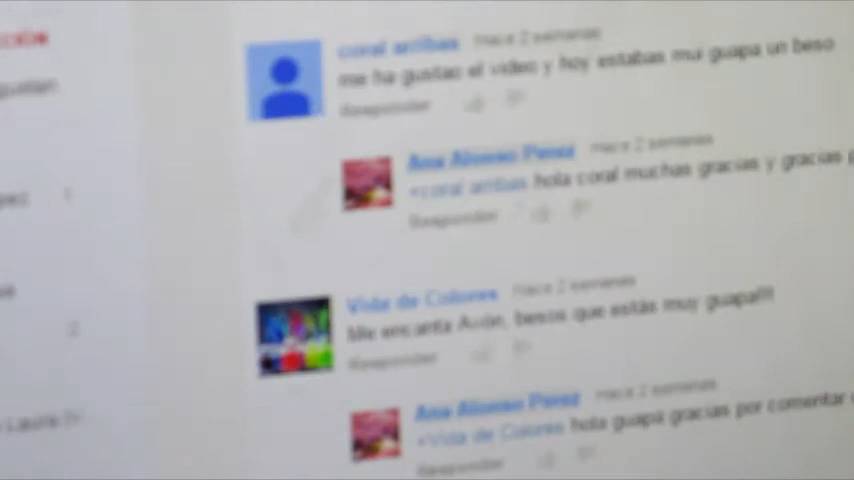 coral arribas Hace 2 semanas
me ha gustao el video y hoy estabas mui guapa un beso
Responder
Ana Alonso Perez Hace 2 semanas
+coral arribas hola coral muchas gracias y gracias
Responder
Vida de Colores Hace 2 semanas
Me encanta Avon, besos que estás muy guapa!!!
Responder
Ana Alonso Perez Hace 2 semanas
+Vida de Colores hola guapa gracias por comentar
Responder